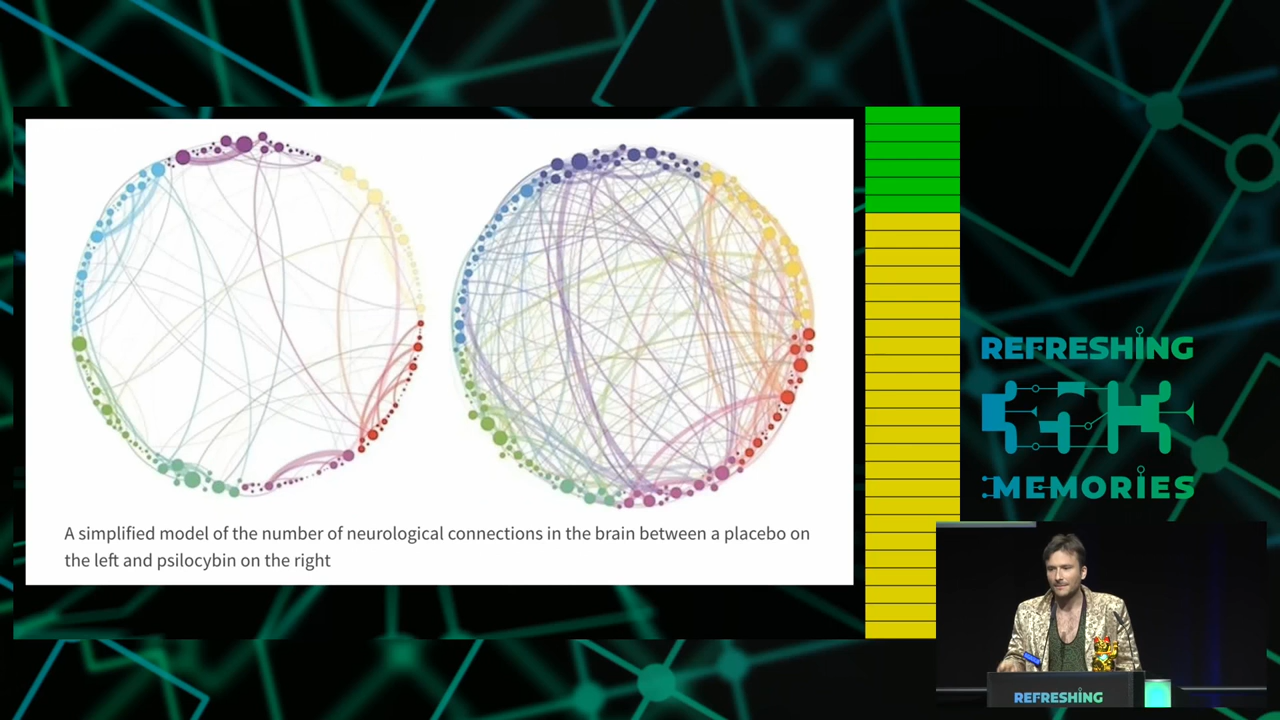 A simplified model of the number of neurological connections in the brain between a placebo on
the left and psilocybin on the right
REFRESHING
MEMORIES
REFRESHING